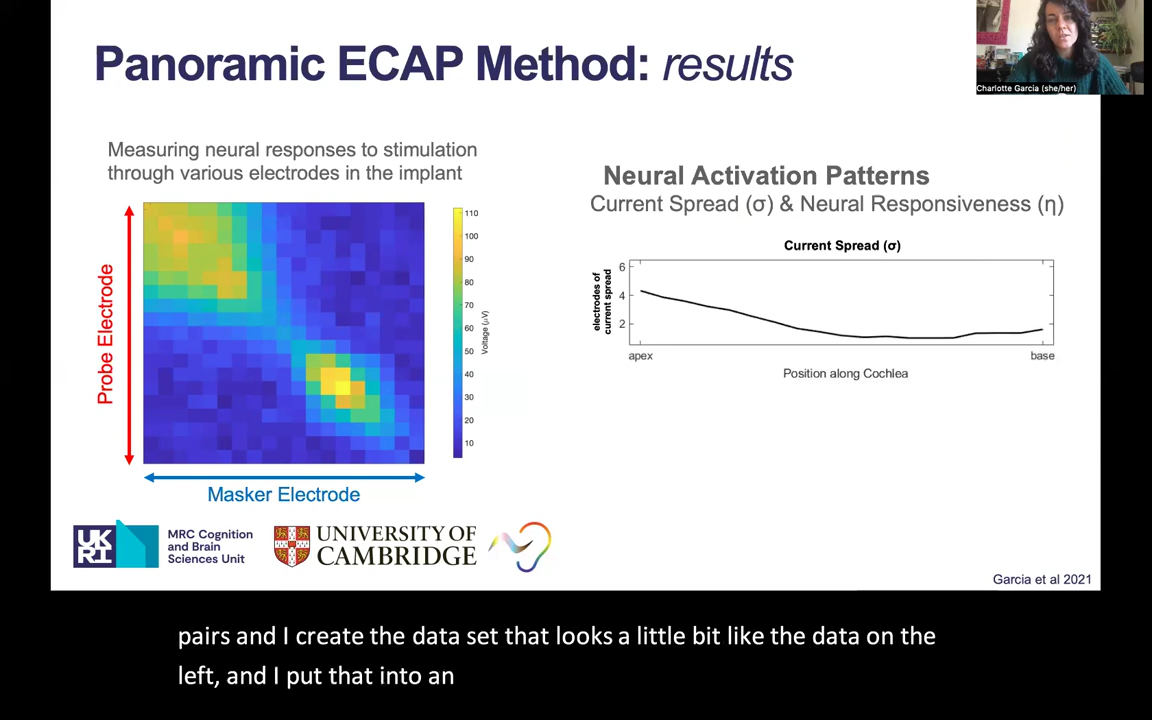 Panoramic ECAP Method: results
Charlotte Garcia (she/her)
Measuring neural responses to stimulation
through various electrodes in the implant
Probe Electrode
110
100
90
80
70
60
50
40
30
20
10
Voltage (μV)
Masker Electrode
Neural Activation Patterns
Current Spread (σ) & Neural Responsiveness (η)
Current Spread (σ)
electrodes of
current spread
6
4
2
apex
base
Position along Cochlea
UK
RI
MRC Cognition
and Brain
Sciences Unit
UNIVERSITY OF
CAMBRIDGE
Garcia et al 2021
pairs and I create the data set that looks a little bit like the data on the
left, and I put that into an